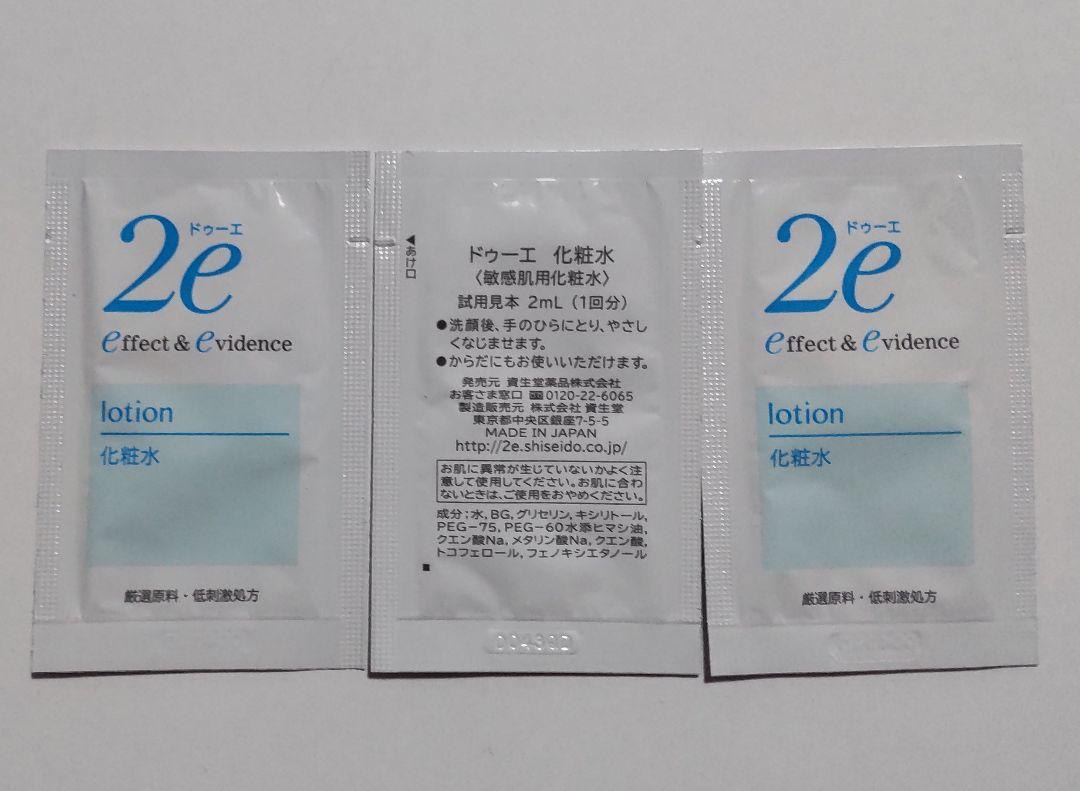 2e
ドゥーエ
effect & evidence
lotion
化粧水
厳選原料・低刺激処方
◀あけ口
ドゥーエ 化粧水
〈敏感肌用化粧水〉
試用見本 2mL（1回分）
●洗顔後、手のひらにとり、やさし
くなじませます。
●からだにもお使いいただけます。
発売元 資生堂薬品株式会社
お客さま窓口 0120-22-6065
製造販売元 株式会社 資生堂
東京都中央区銀座7-5-5
MADE IN JAPAN
http://2e.shiseido.co.jp/
お肌に異常が生じていないかよく注
意して使用してください。お肌に合わ
ないときは、ご使用をおやめください。
成分；水, BG, グリセリン, キシリトール,
PEG-75, PEG-60水添ヒマシ油,
クエン酸Na, メタリン酸Na, クエン酸,
トコフェロール, フェノキシエタノール
2e
ドゥーエ
effect & evidence
lotion
化粧水
厳選原料・低刺激処方